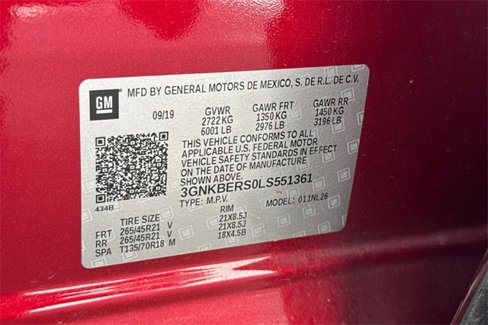 MFD BY GENERAL MOTORS DE MEXICO, S. DE R.L. DE C.V.
GM
09/19 GVWR GAWR FRT GAWR RR
2722 KG 1350 KG 1450 KG
6001 LB 2976 LB 3196 LB
THIS VEHICLE CONFORMS TO ALL
APPLICABLE U.S. FEDERAL MOTOR
VEHICLE SAFETY STANDARDS IN EFFECT
ON THE DATE OF MANUFACTURE
SHOWN ABOVE.
3GNKBERS0LS551361
TYPE: M.P.V. MODEL: 011NL26
434B
TIRE SIZE RIM
FRT 265/45R21 V 21X8.5J
RR 265/45R21 V 21X8.5J
SPA T135/70R18 M 18X4.5B